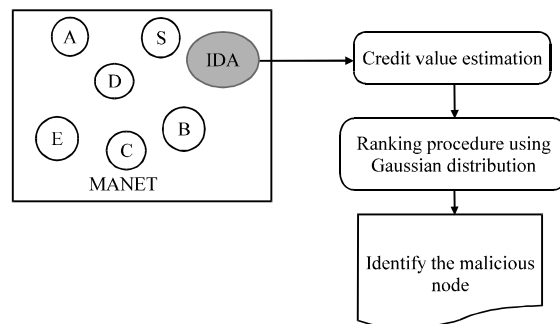 A
S
IDA
D
E
C
B
MANET
Credit value estimation
Ranking procedure using
Gaussian distribution
Identify the malicious
node